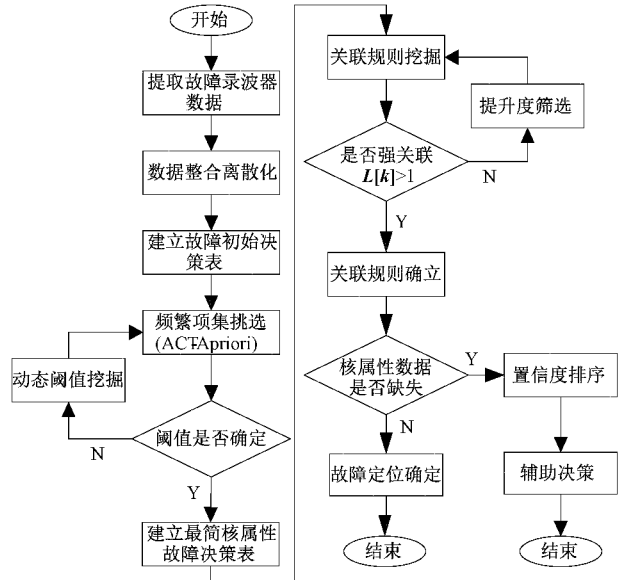 开始
提取故障录波器
数据
数据整合离散化
建立故障初始决
策表
频繁项集挑选
(ACTApriori)
动态阈值挖掘
阈值是否确定
N
Y
建立最简核属性
故障决策表
关联规则挖掘
提升度筛选
是否强关联
L[k]>1
N
Y
关联规则确立
核属性数据
是否缺失
Y
置信度排序
N
故障定位确定
辅助决策
结束
结束